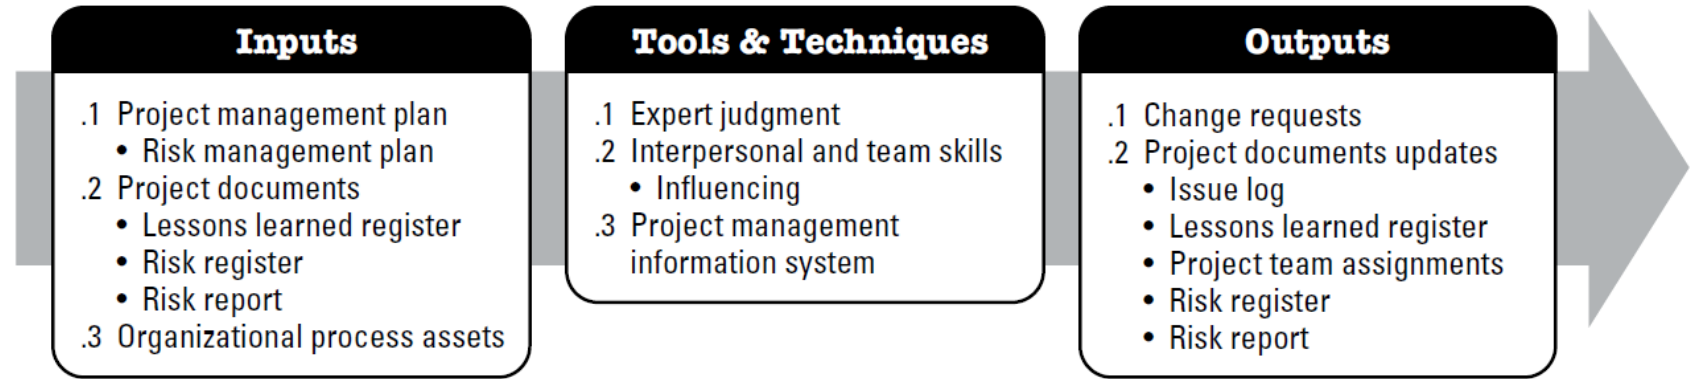 Inputs
.1 Project management plan
• Risk management plan
.2 Project documents
• Lessons learned register
• Risk register
• Risk report
.3 Organizational process assets
Tools & Techniques
.1 Expert judgment
.2 Interpersonal and team skills
• Influencing
.3 Project management
information system
Outputs
.1 Change requests
.2 Project documents updates
• Issue log
• Lessons learned register
• Project team assignments
• Risk register
• Risk report